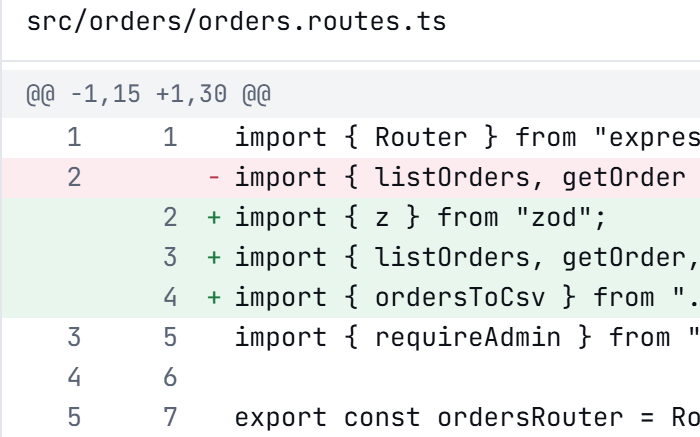 src/orders/orders.routes.ts
@@ -1,15 +1,30 @@
1 1 import { Router } from "expres
2 - import { listOrders, getOrder
2 + import { z } from "zod";
3 + import { listOrders, getOrder,
4 + import { ordersToCsv } from ".
3 5 import { requireAdmin } from "
4 6
5 7 export const ordersRouter = Ro